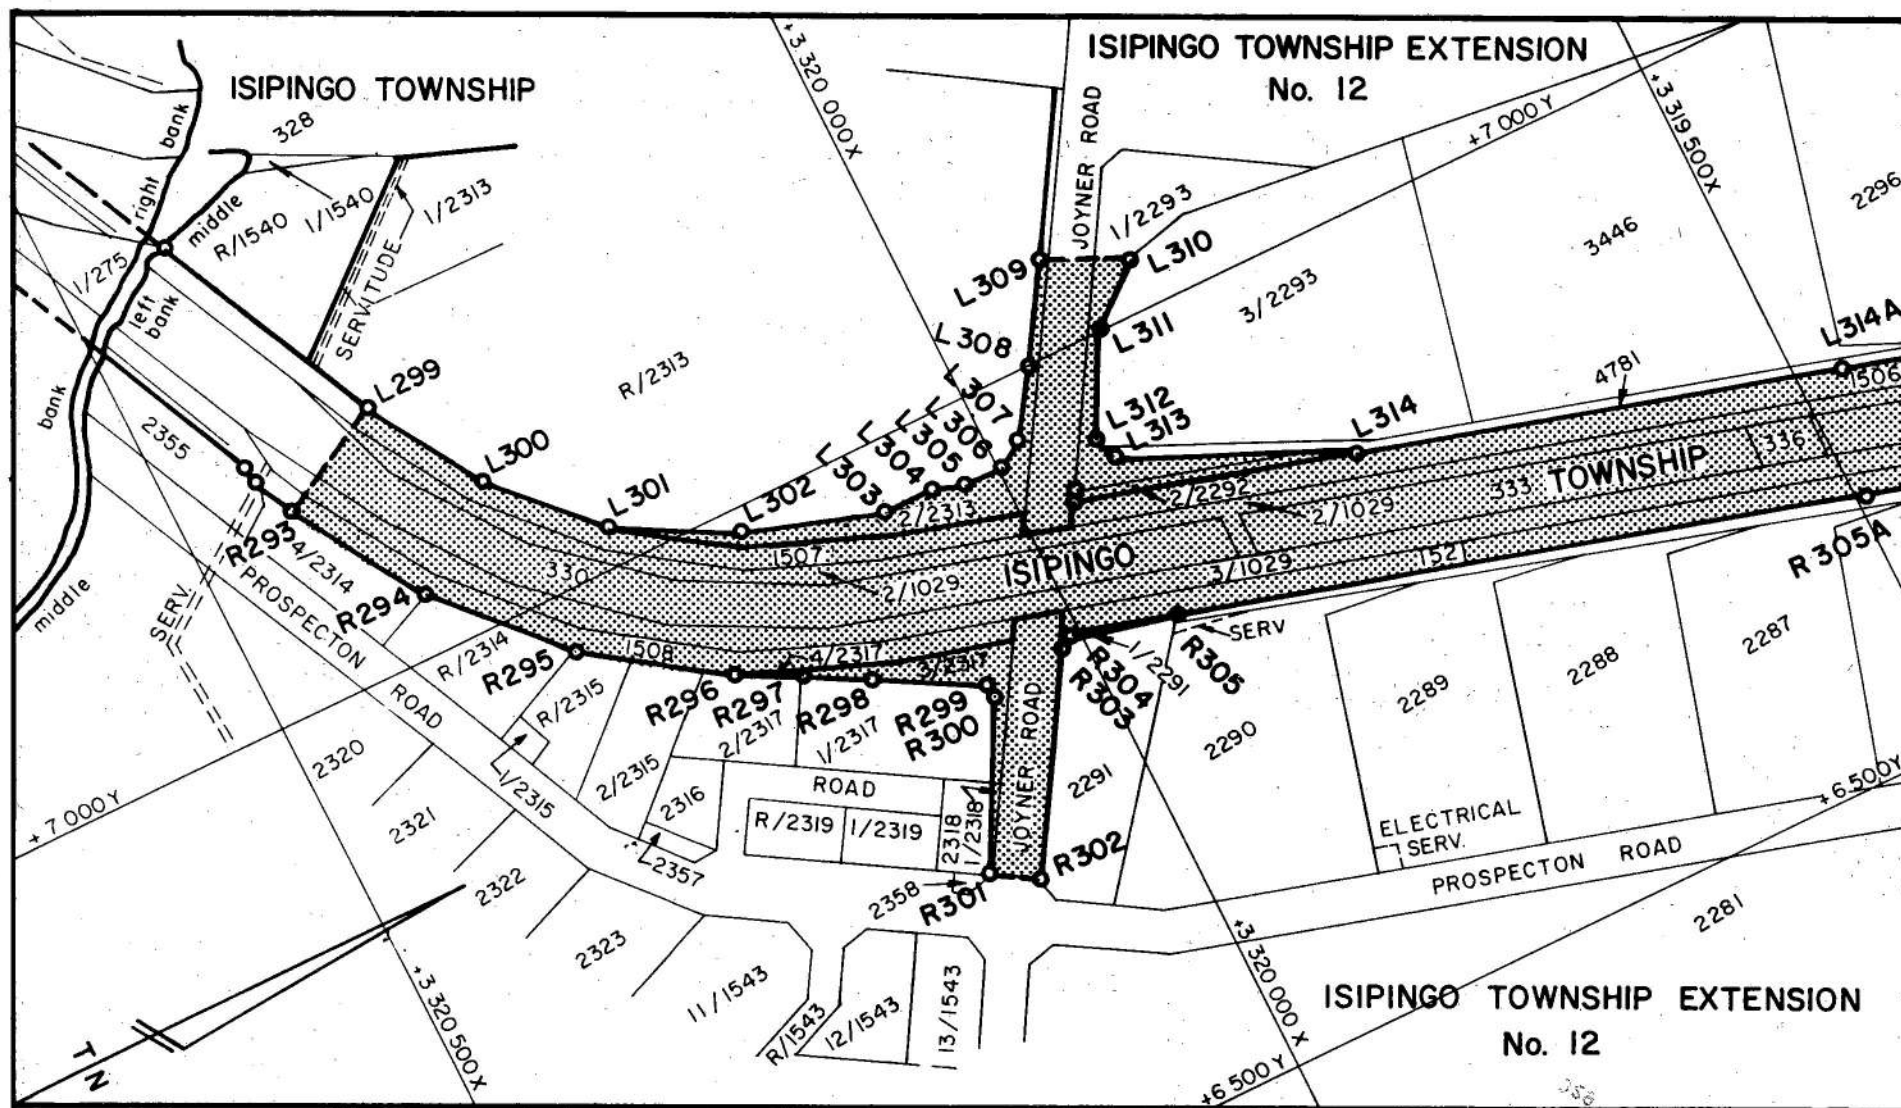 ISIPINGO TOWNSHIP
ISIPINGO TOWNSHIP EXTENSION
No. 12
+3 320 000X
JOYNER ROAD
+7 000 Y
+3 319 500X
2296
328
right bank
middle
R/1540
1/1540
1/2313
SERVITUDE
1/275
left bank
bank
middle
1/2293
L310
L309
L311
L308
3/2293
3446
L314A
4781
1506
L299
R/2313
L307
L306
L305
L304
L303
L302
L301
L300
L312
L313
L314
2355
2/2313
2/2292
2/1029
333
TOWNSHIP
336
1507
330
2/1029
ISIPINGO
3/1029
1521
R293
4/2314
SERV.
PROSPECTON ROAD
R294
R/2314
R295
1508
4/2317
3/2317
R296
R297
R298
R299
R300
R304
R303
1/2291
R305
SERV
R305A
R/2315
1/2315
2/2315
2/2317
1/2317
2316
ROAD
R/2319
1/2319
2318
1/2318
JOYNER ROAD
2291
2290
2289
2288
2287
+6 500 Y
ELECTRICAL
SERV.
PROSPECTON ROAD
2281
2320
2321
2322
2323
2357
2358
R301
R302
+7 000 Y
+3 320 500X
11/1543
R/1543
12/1543
13/1543
+3 320 000 X
+6 500 Y
ISIPINGO TOWNSHIP EXTENSION
No. 12
TN